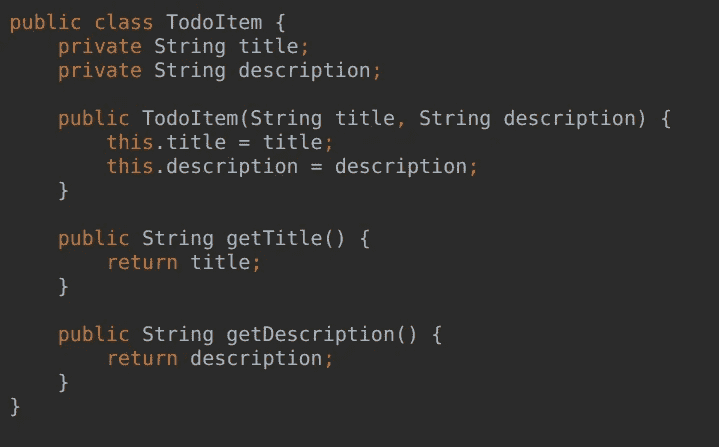 public class TodoItem {
    private String title;
    private String description;

    public TodoItem(String title, String description) {
        this.title = title;
        this.description = description;
    }

    public String getTitle() {
        return title;
    }

    public String getDescription() {
        return description;
    }
}